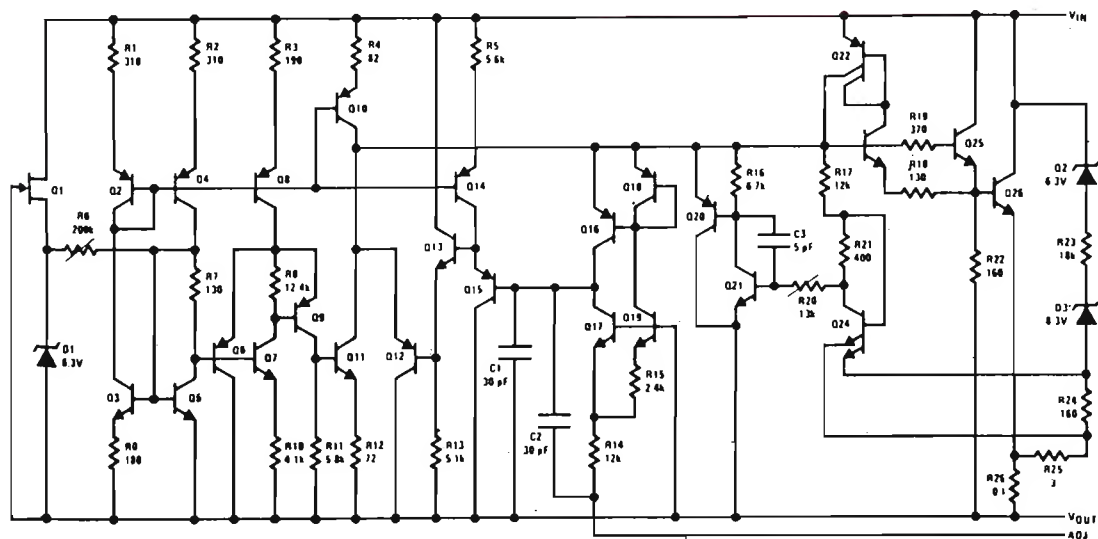 VIN
R1
310
R2
310
R3
190
R4
82
R5
5.6k
Q22
Q10
R19
370
Q25
R18
130
Q26
D2
6.3V
Q1
Q2
Q4
Q8
Q14
Q18
Q16
Q20
R16
6.7k
R17
12k
R6
200k
Q13
C3
5 pF
R21
400
R22
160
R23
18k
R7
130
R8
12.4k
Q9
Q15
Q21
R20
13k
D3
6.3V
D1
6.3V
Q6
Q7
Q11
Q12
Q17
Q19
Q24
C1
30 pF
R15
2.4k
Q3
Q5
R24
160
R9
180
R10
4.1k
R11
5.8k
R12
72
R13
5.1k
C2
30 pF
R14
12k
R26
0.1
R25
3
VOUT
ADJ